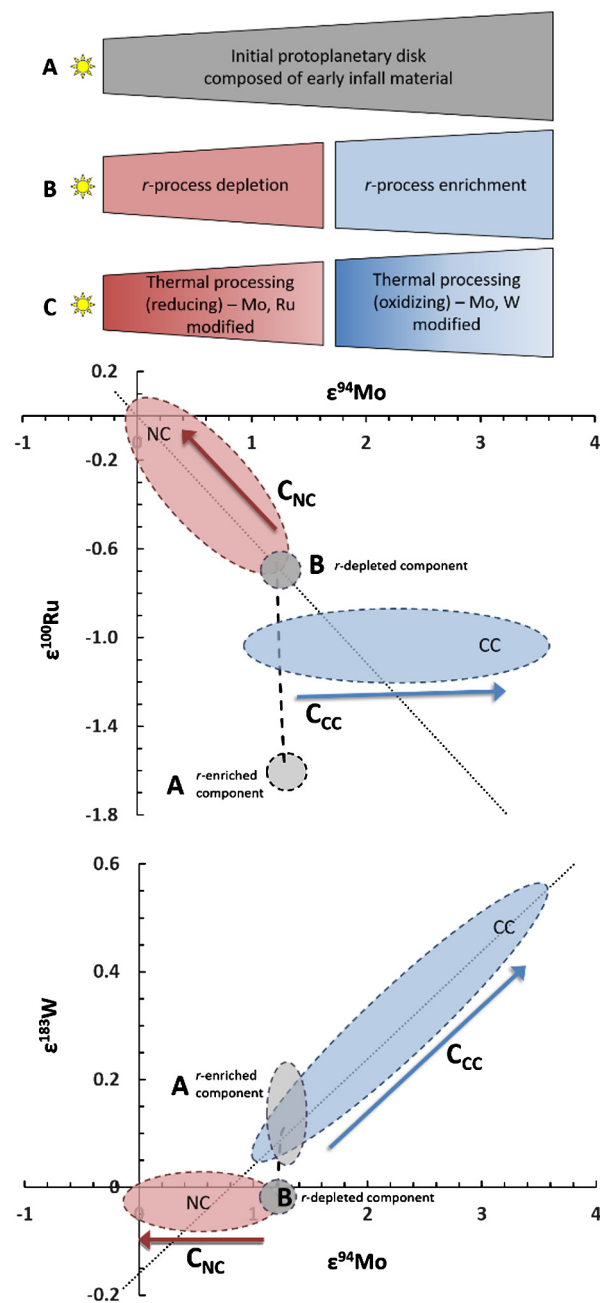 A
Initial protoplanetary disk
composed of early infall material
B
r-process depletion
r-process enrichment
C
Thermal processing
(reducing) – Mo, Ru
modified
Thermal processing
(oxidizing) – Mo, W
modified
0.2
ε⁹⁴Mo
-1
0
1
2
3
4
NC
-0.2
CNC
-0.6
B r-depleted component
ε¹⁰⁰Ru
-1.0
CC
CCC
-1.4
A r-enriched
component
-1.8
0.6
CC
0.4
ε¹⁸³W
CCC
A r-enriched
component
0.2
0
NC
B r-depleted component
-1
0
1
2
3
4
CNC
ε⁹⁴Mo
-0.2